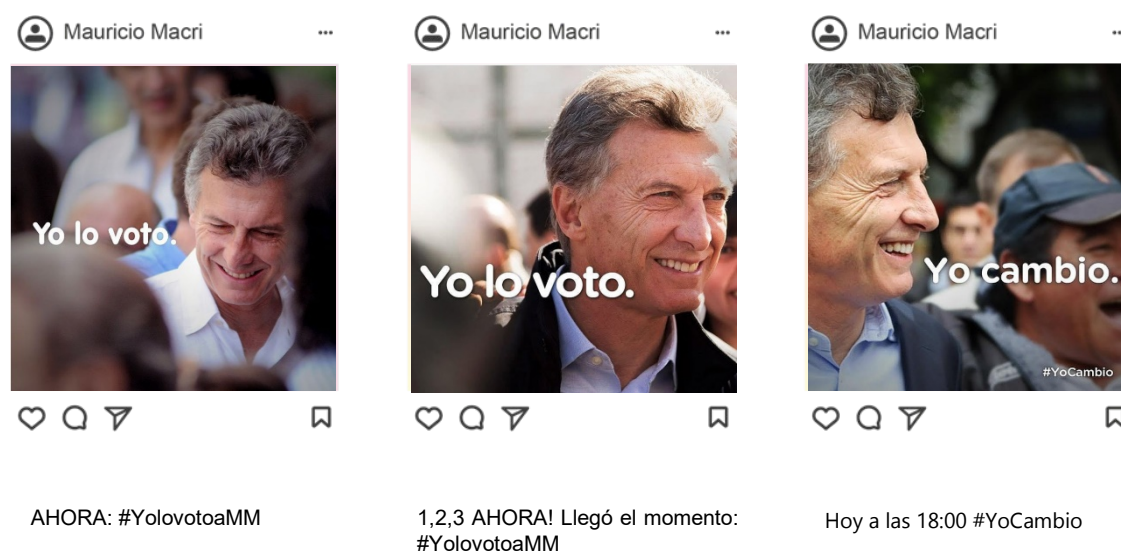 Mauricio Macri
Yo lo voto.
AHORA: #YolovotoaMM
Mauricio Macri
Yo lo voto.
1,2,3 AHORA! Llegó el momento:
#YolovotoaMM
Mauricio Macri
Yo cambio.
#YoCambio
Hoy a las 18:00 #YoCambio